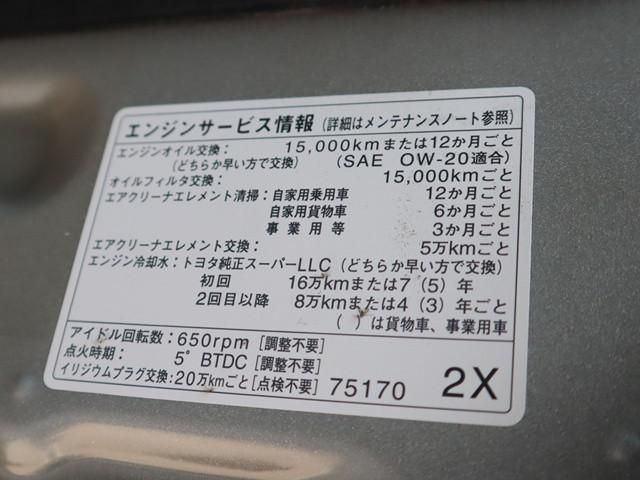 エンジンサービス情報(詳細はメンテナンスノート参照)
エンジンオイル交換: 15,000kmまたは12か月ごと
(どちらか早い方で交換) (SAE 0W-20適合)
オイルフィルタ交換: 15,000kmごと
エアクリーナエレメント清掃:自家用乗用車 12か月ごと
自家用貨物車 6か月ごと
事業用等 3か月ごと
エアクリーナエレメント交換: 5万kmごと
エンジン冷却水:トヨタ純正スーパーLLC(どちらか早い方で交換)
初回 16万kmまたは7(5)年
2回目以降 8万kmまたは4(3)年ごと
( )は貨物車、事業用車
アイドル回転数:650rpm[調整不要]
点火時期: 5° BTDC[調整不要]
イリジウムプラグ交換:20万kmごと[点検不要] 75170 2X